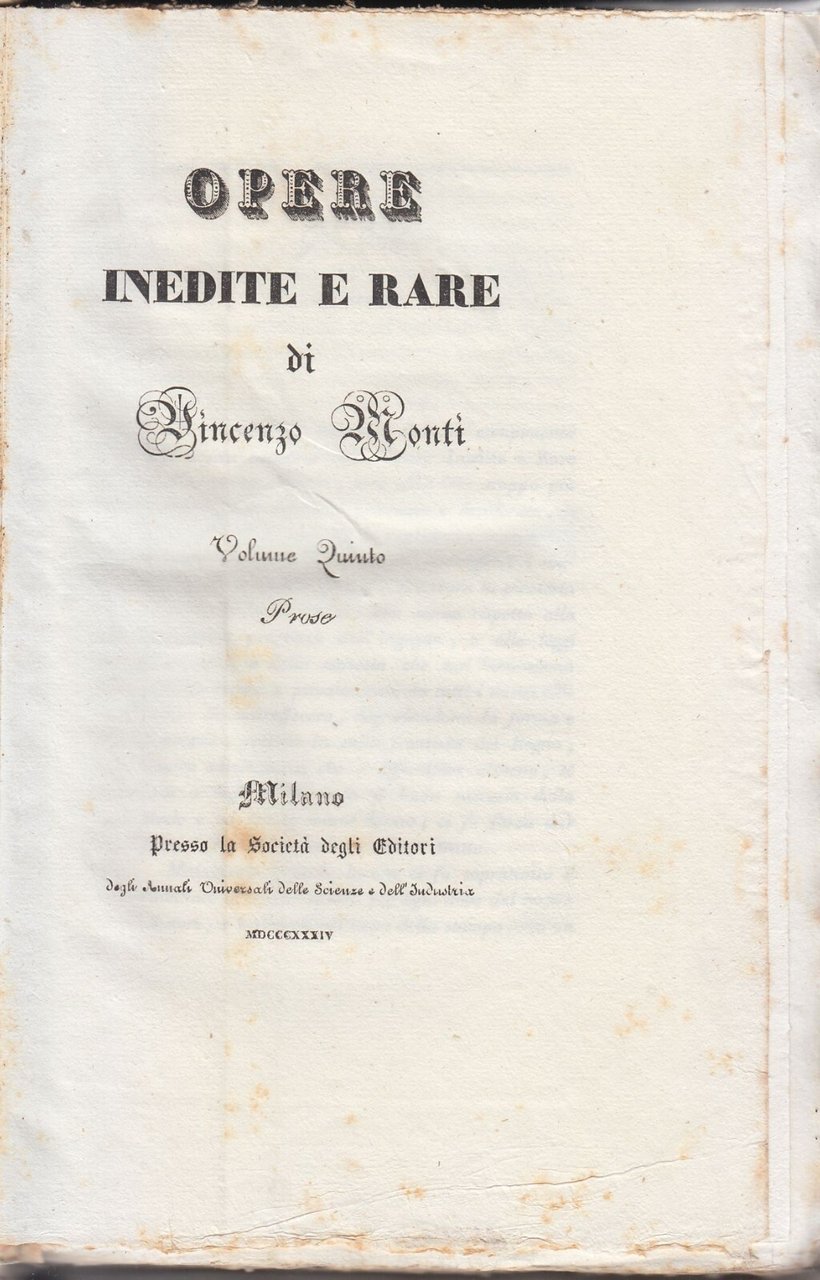 OPERE
INEDITE E RARE
di
Vincenzo Monti
Volume Quinto
Prose
Milano
Presso la Società degli Editori
degli Annali Universali delle Scienze e dell'Industria
MDCCCXXXIV